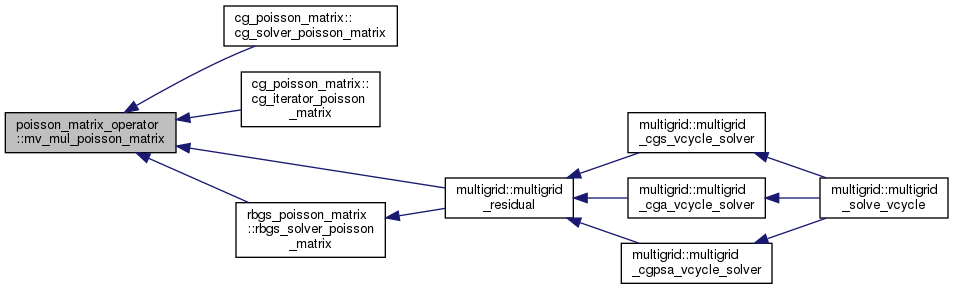 poisson_matrix_operator
::mv_mul_poisson_matrix
cg_poisson_matrix::
cg_solver_poisson_matrix
cg_poisson_matrix::
cg_iterator_poisson
_matrix
rbgs_poisson_matrix
::rbgs_solver_poisson
_matrix
multigrid::multigrid
_residual
multigrid::multigrid
_cgs_vcycle_solver
multigrid::multigrid
_cga_vcycle_solver
multigrid::multigrid
_cgpsa_vcycle_solver
multigrid::multigrid
_solve_vcycle